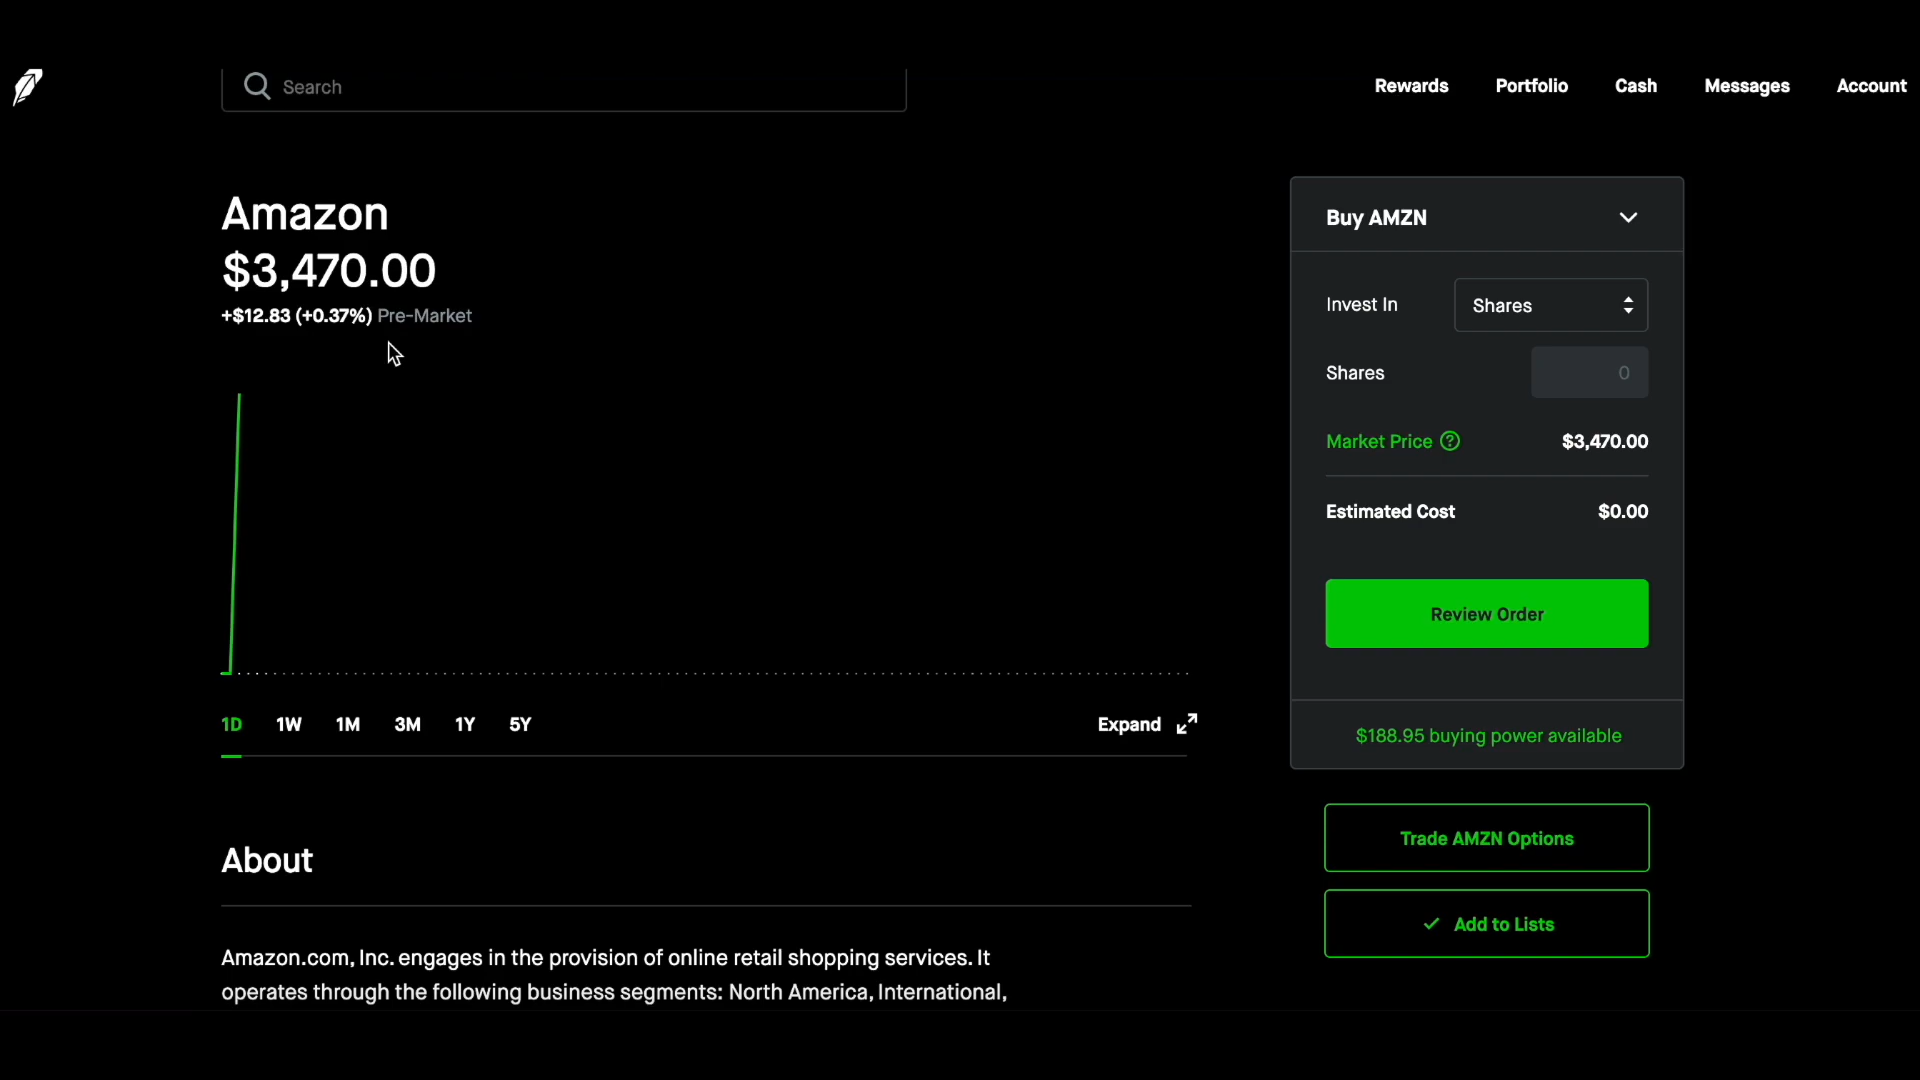 Search
Rewards Portfolio Cash Messages Account
Amazon
$3,470.00
+$12.83 (+0.37%) Pre-Market
1D 1W 1M 3M 1Y 5Y Expand
About
Amazon.com, Inc. engages in the provision of online retail shopping services. It
operates through the following business segments: North America, International,
Buy AMZN
Invest In Shares
Shares 0
Market Price ? $3,470.00
Estimated Cost $0.00
Review Order
$188.95 buying power available
Trade AMZN Options
Add to Lists